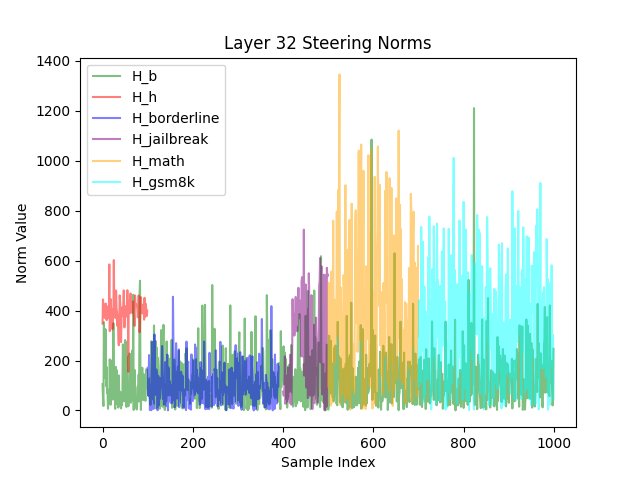 Layer 32 Steering Norms
1400
1200
1000
800
600
400
200
0
Norm Value
H_b
H_h
H_borderline
H_jailbreak
H_math
H_gsm8k
0 200 400 600 800 1000
Sample Index